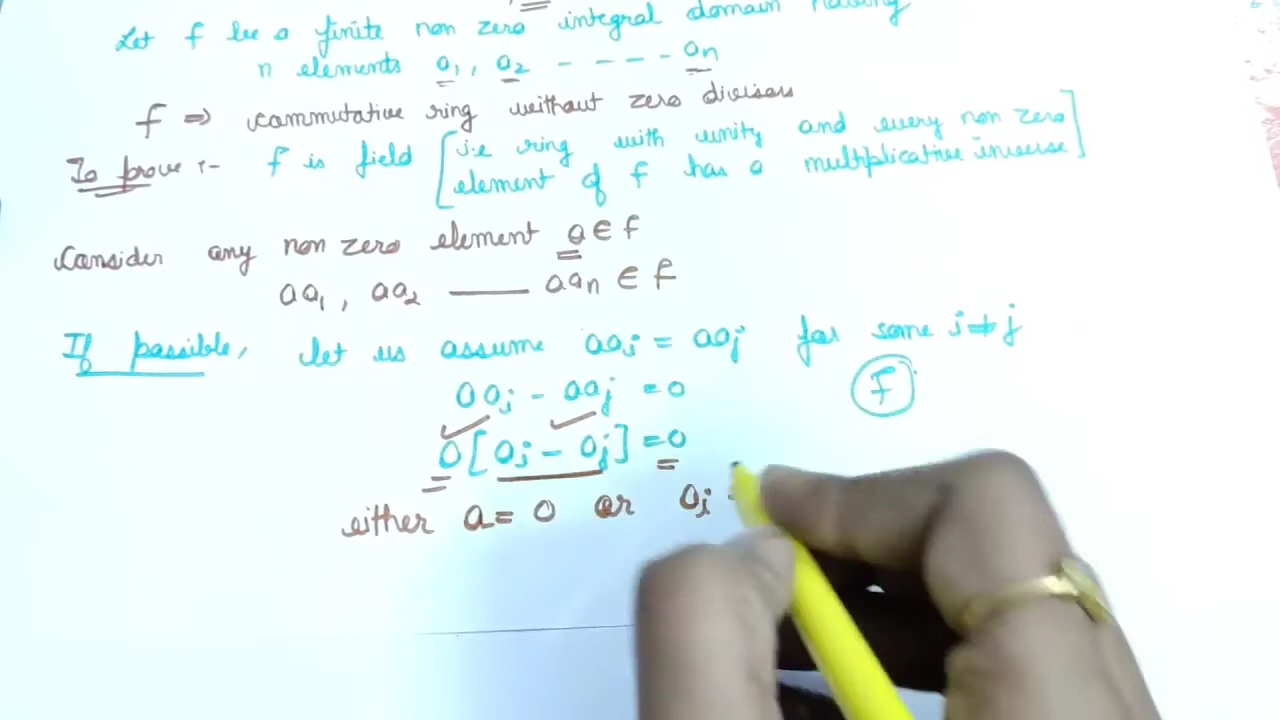 Let f be a finite non zero integral domain having
n elements a₁, a₂ ----- aₙ
f ⇒ commutative ring without zero divisors
To prove :- f is field [i.e ring with unity and every non zero
element of f has a multiplicative inverse]
Consider any non zero element a ∈ f
aa₁, aa₂ —— aaₙ ∈ f
If possible, let us assume aaᵢ = aaⱼ for some i ≠ j
aaᵢ - aaⱼ = 0
F
a[aᵢ - aⱼ] = 0
either a = 0 or aᵢ -